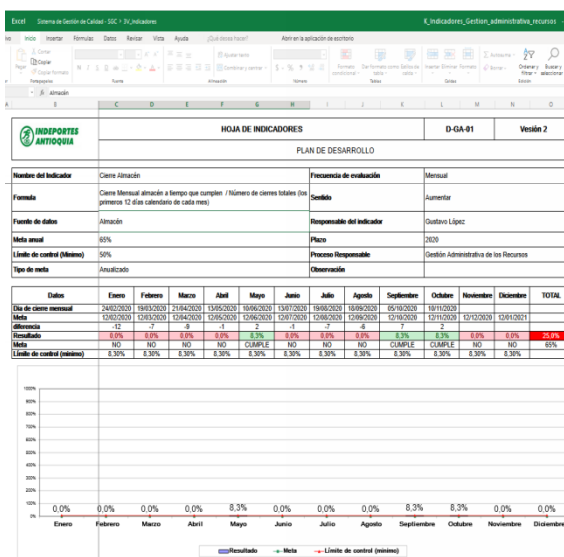 Excel Sistema de Gestión de Calidad - SGC > 3V_Indicadores K_Indicadores_Gestion_administrativa_recursos
Inicio Insertar Fórmulas Datos Revisar Vista Ayuda ¿Qué desea hacer? Abrir en la aplicación de escritorio
Cortar
Copiar
Pegar Copiar formato
Ajustar texto
Combinar y centrar
Formato condicional Dar formato como tabla Insertar Eliminar Formato
Autosuma
Borrar
Ordenar y filtrar Buscar y seleccionar
Portapapeles Fuente Alineación Número Tablas Celdas Edición
fx Almacén
B C D E F G H I J K L M N O
INDEPORTES
ANTIOQUIA
HOJA DE INDICADORES D-GA-01 Vesión 2
PLAN DE DESARROLLO
Nombre del Indicador Cierre Almacén Frecuencia de evaluación Mensual
Formula Cierre Mensual almacén a tiempo que cumplen / Número de cierres totales (los primeros 12 días calendario de cada mes) Sentido Aumentar
Fuente de datos Almacén Responsable del indicador Gustavo López
Meta anual 65% Plazo 2020
Límite de control (Mínimo) 50% Proceso Responsable Gestión Administrativa de los Recursos
Tipo de meta Anualizado Observación
Datos Enero Febrero Marzo Abril Mayo Junio Julio Agosto Septiembre Octubre Noviembre Diciembre TOTAL
Dia de cierre mensual 24/02/2020 19/03/2020 21/04/2020 13/05/2020 10/06/2020 13/07/2020 19/08/2020 18/09/2020 05/10/2020 10/11/2020
Meta 12/02/2020 12/03/2020 12/04/2020 12/05/2020 12/06/2020 12/07/2020 12/08/2020 12/09/2020 12/10/2020 12/11/2020 12/12/2020 12/01/2021
diferencia -12 -7 -9 -1 2 -1 -7 -6 7 2
Resultado 0,0% 0,0% 0,0% 0,0% 8,3% 0,0% 0,0% 0,0% 8,3% 8,3% 0,0% 0,0% 25,0%
Meta NO NO NO NO CUMPLE NO NO NO CUMPLE CUMPLE NO NO 65%
Límite de control (mínimo) 8,30% 8,30% 8,30% 8,30% 8,30% 8,30% 8,30% 8,30% 8,30% 8,30% 8,30% 8,30%
1000%
900%
800%
700%
600%
500%
400%
300%
200%
100%
0%
0,0% 0,0% 0,0% 0,0% 8,3% 0,0% 0,0% 0,0% 8,3% 8,3% 0,0% 0,0%
Enero Febrero Marzo Abril Mayo Junio Julio Agosto Septiembre Octubre Noviembre Diciembre
Resultado Meta Límite de control (mínimo)